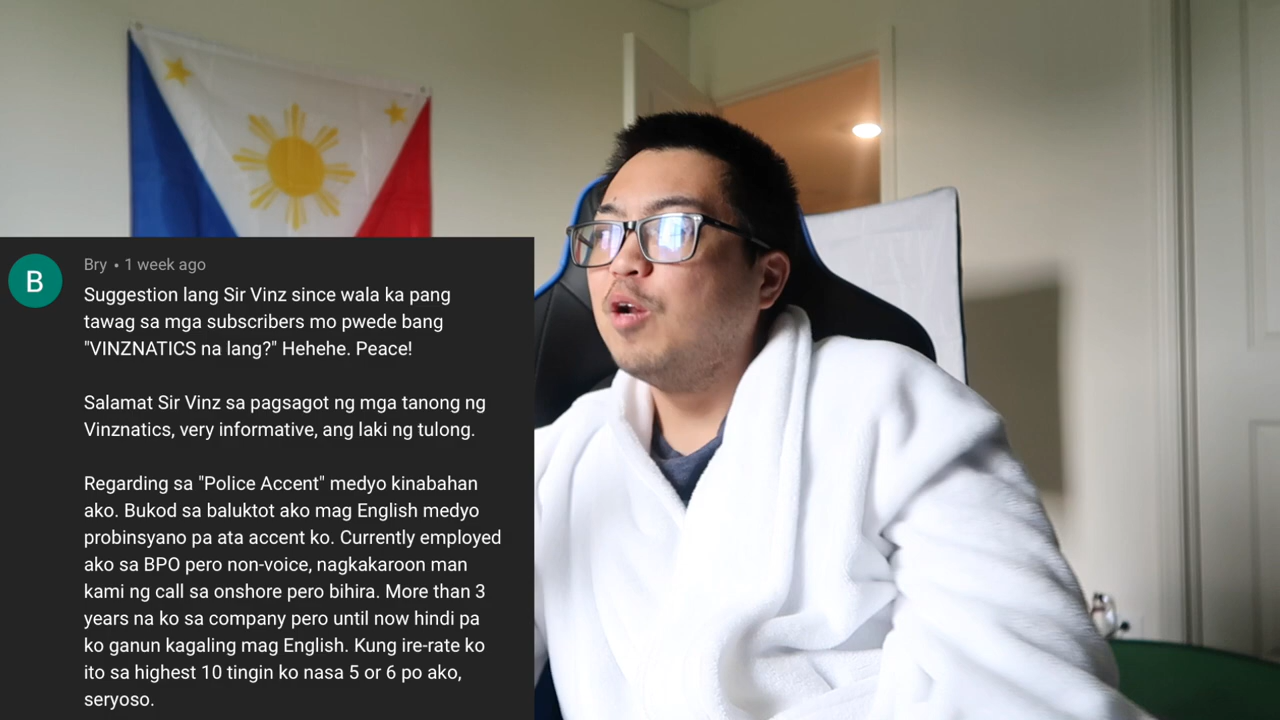 B
Bry • 1 week ago
Suggestion lang Sir Vinz since wala ka pang
tawag sa mga subscribers mo pwede bang
"VINZNATICS na lang?" Hehehe. Peace!
Salamat Sir Vinz sa pagsagot ng mga tanong ng
Vinznatics, very informative, ang laki ng tulong.
Regarding sa "Police Accent" medyo kinabahan
ako. Bukod sa baluktot ako mag English medyo
probinsyano pa ata accent ko. Currently employed
ako sa BPO pero non-voice, nagkakaroon man
kami ng call sa onshore pero bihira. More than 3
years na ko sa company pero until now hindi pa
ko ganun kagaling mag English. Kung ire-rate ko
ito sa highest 10 tingin ko nasa 5 or 6 po ako,
seryoso.